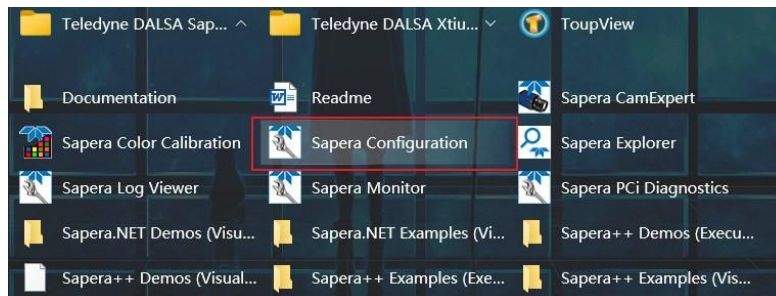 Teledyne DALSA Sap...
Teledyne DALSA Xtiu...
ToupView
Documentation
Readme
Sapera CamExpert
Sapera Color Calibration
Sapera Configuration
Sapera Explorer
Sapera Log Viewer
Sapera Monitor
Sapera PCi Diagnostics
Sapera.NET Demos (Visu...
Sapera.NET Examples (Vi...
Sapera++ Demos (Execu...
Sapera++ Demos (Visual...
Sapera++ Examples (Exe...
Sapera++ Examples (Vis...